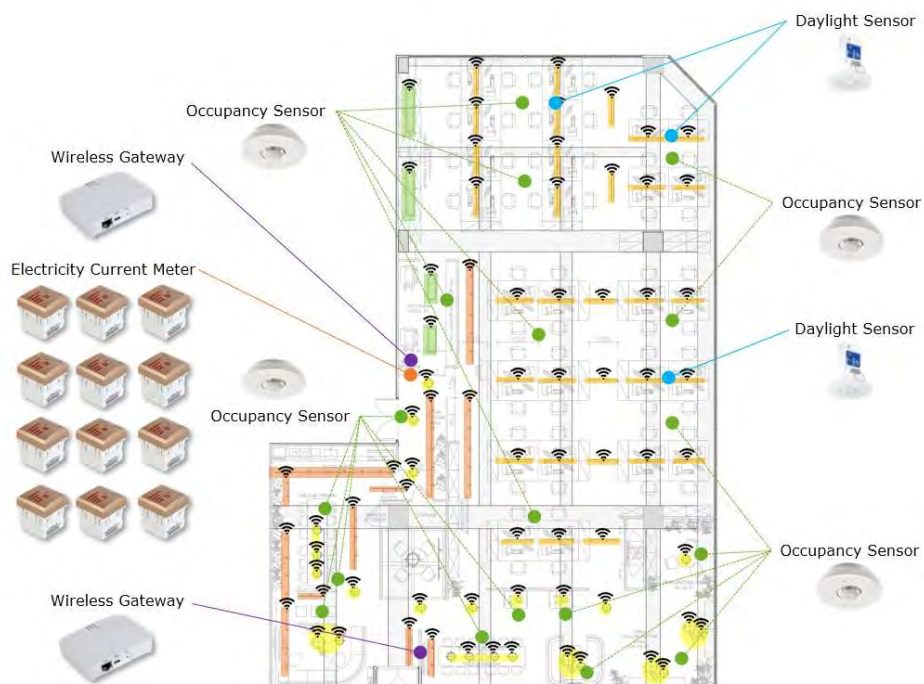 Daylight Sensor
Occupancy Sensor
Wireless Gateway
Occupancy Sensor
Electricity Current Meter
Daylight Sensor
Occupancy Sensor
Occupancy Sensor
Wireless Gateway